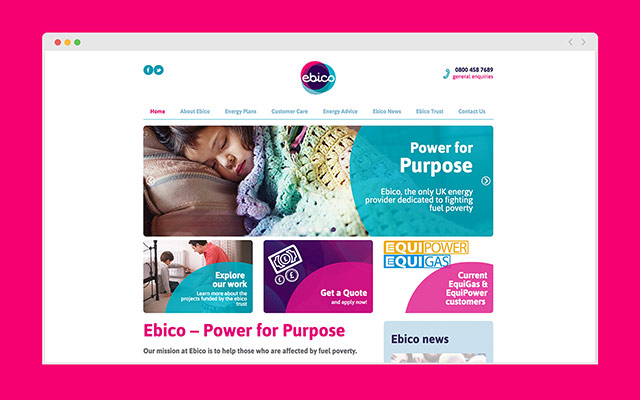 ebico
0800 458 7689
general enquiries
Home About Ebico Energy Plans Customer Care Energy Advice Ebico News Ebico Trust Contact Us
Power for
Purpose
Ebico, the only UK energy
provider dedicated to fighting
fuel poverty
Explore
our work
Learn more about the
projects funded by the ebico
trust
£
£ £
Get a Quote
and apply now!
EQUIPOWER
EQUIGAS
Current
EquiGas &
EquiPower
customers
Ebico – Power for Purpose
Our mission at Ebico is to help those who are affected by fuel poverty.
Ebico news